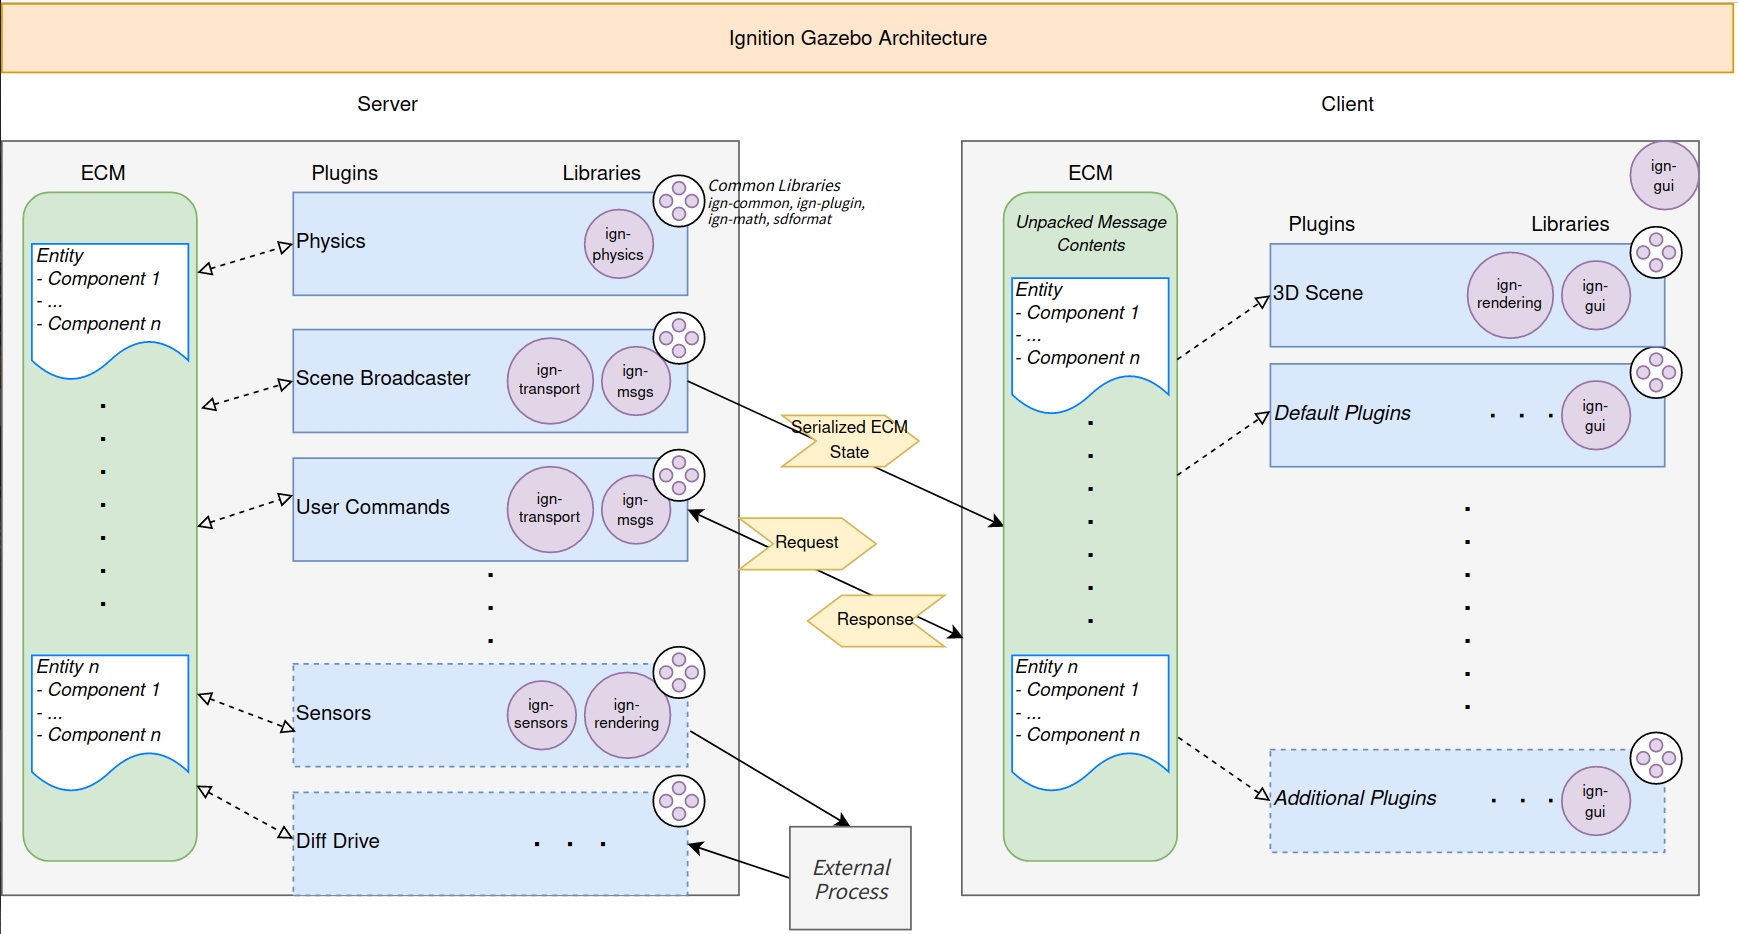 Ignition Gazebo Architecture
Server
ECM
Plugins
Libraries
Common Libraries
ign-common, ign-plugin,
ign-math, sdformat
Entity
- Component 1
- ...
- Component n
Entity n
- Component 1
- ...
- Component n
Physics
ign-
physics
Scene Broadcaster
ign-
transport
ign-
msgs
User Commands
ign-
transport
ign-
msgs
Sensors
ign-
sensors
ign-
rendering
Diff Drive
. . .
Serialized ECM
State
Request
Response
External
Process
Client
ign-
gui
ECM
Unpacked Message
Contents
Entity
- Component 1
- ...
- Component n
Entity n
- Component 1
- ...
- Component n
Plugins
Libraries
3D Scene
ign-
rendering
ign-
gui
Default Plugins
. . .
ign-
gui
Additional Plugins
. . .
ign-
gui